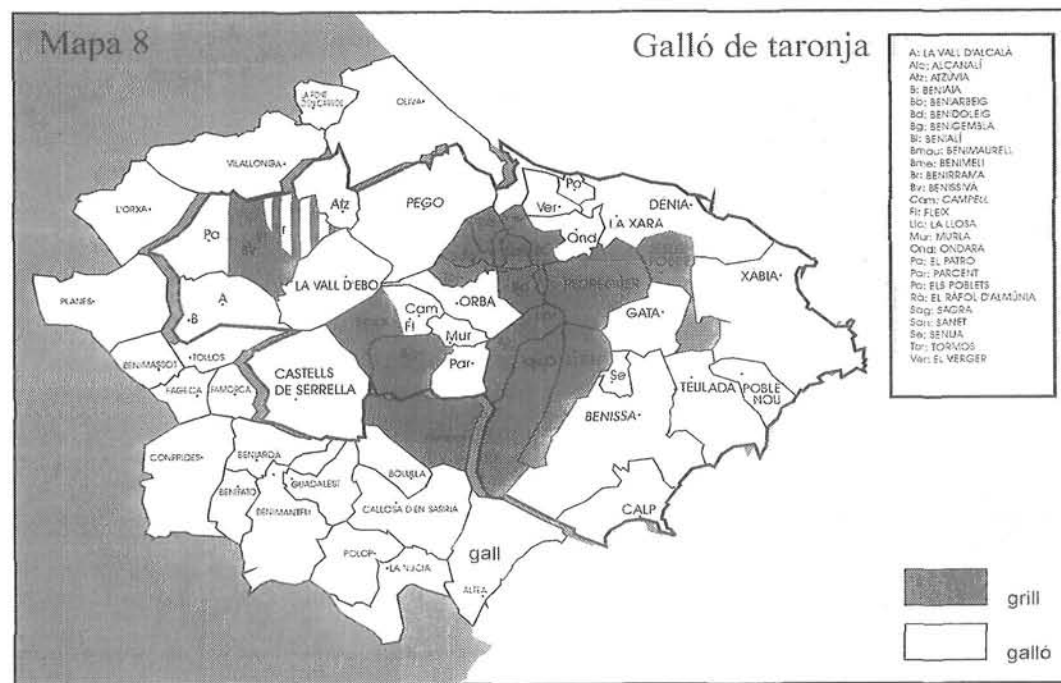 Mapa 8
Galló de taronja
A: LA VALL D'ALCALÀ
Alc: ALCANALÍ
Atz: ATZUVIA
B: BENIAIA
Bb: BENIARBEIG
Bd: BENIDOLEIG
Bg: BENIGEMBLA
Bl: BENIALÍ
Bmau: BENIMAURELL
Bme: BENIMELI
Br: BENIRRAMA
Bv: BENISSIVÀ
Cam: CAMPELL
Fl: FLEIX
Llo: LA LLOSA
Mur: MURLA
Ond: ONDARA
Pa: EL PATRO
Par: PARCENT
Po: ELS POBLETS
Rà: EL RÀFOL D'ALMÚNIA
Sag: SAGRA
San: SANET
Se: SENIJA
Tor: TORMOS
Ver: EL VERGER
OLIVA
VILALLONGA
L'ORXA
Pa
Atz
PEGO
Po
Ver
DÉNIA
Ond
LA XARA
XÀBIA
PLANES
LA VALL D'EBO
A
B
ORBA
PEDREGUER
GATA
Cam
Fl
Mur
Par
BENIMASSOT
TOLLOS
FAGECA
FAMORCA
CASTELLS
DE SERRELLA
Se
TEULADA
POBLE
NOU
BENISSA
CONFRIDES
BENIARDÀ
BENIFATO
GUADALEST
BENIMANTELL
BOLULLA
CALLOSA D'EN SARRIÀ
CALP
POLOP
LA NUCIA
gall
ALTEA
grill
galló